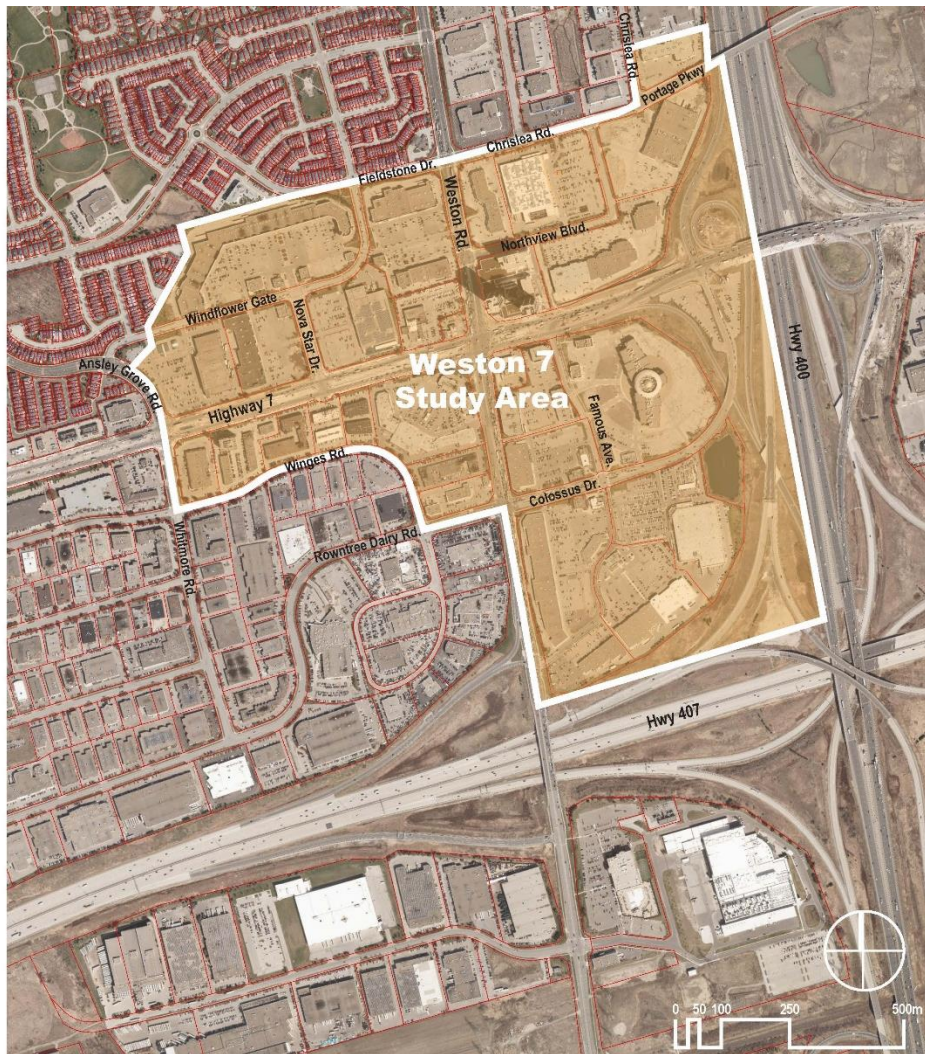 Chrislea Rd.
Portage Pkwy
Chrislea Rd.
Fieldstone Dr.
Weston Rd.
Northview Blvd.
Windflower Gate
Nova Star Dr.
Hwy 400
Ansley Grove Rd
Weston 7
Study Area
Highway 7
Famous Ave.
Winges Rd.
Colossus Dr.
Whitmore Rd
Rowntree Dairy Rd.
Hwy 407
0 50 100 250 500m